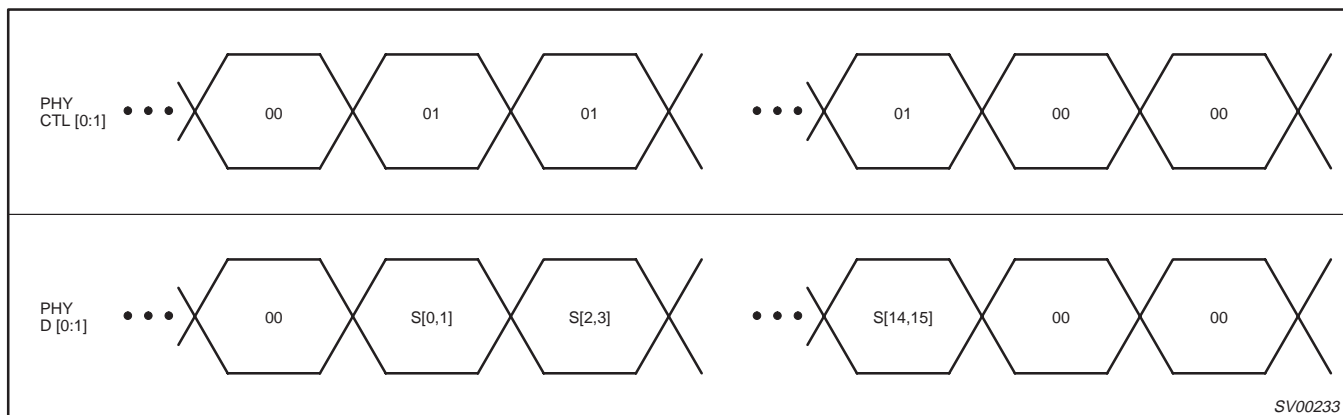 PHY
CTL [0:1]
00
01
01
01
00
00
PHY
D [0:1]
00
S[0,1]
S[2,3]
S[14,15]
00
00
SV00233